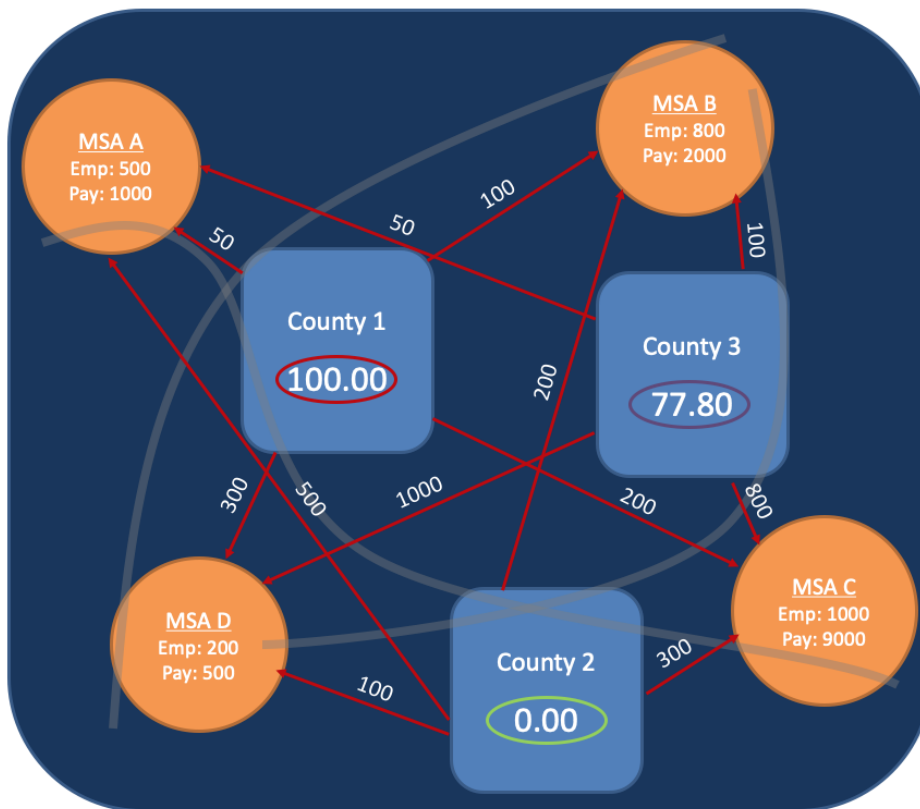 MSA A
Emp: 500
Pay: 1000
MSA B
Emp: 800
Pay: 2000
50
100
50
100
County 1
100.00
County 3
77.80
200
300
500
1000
200
800
MSA D
Emp: 200
Pay: 500
MSA C
Emp: 1000
Pay: 9000
County 2
0.00
100
300